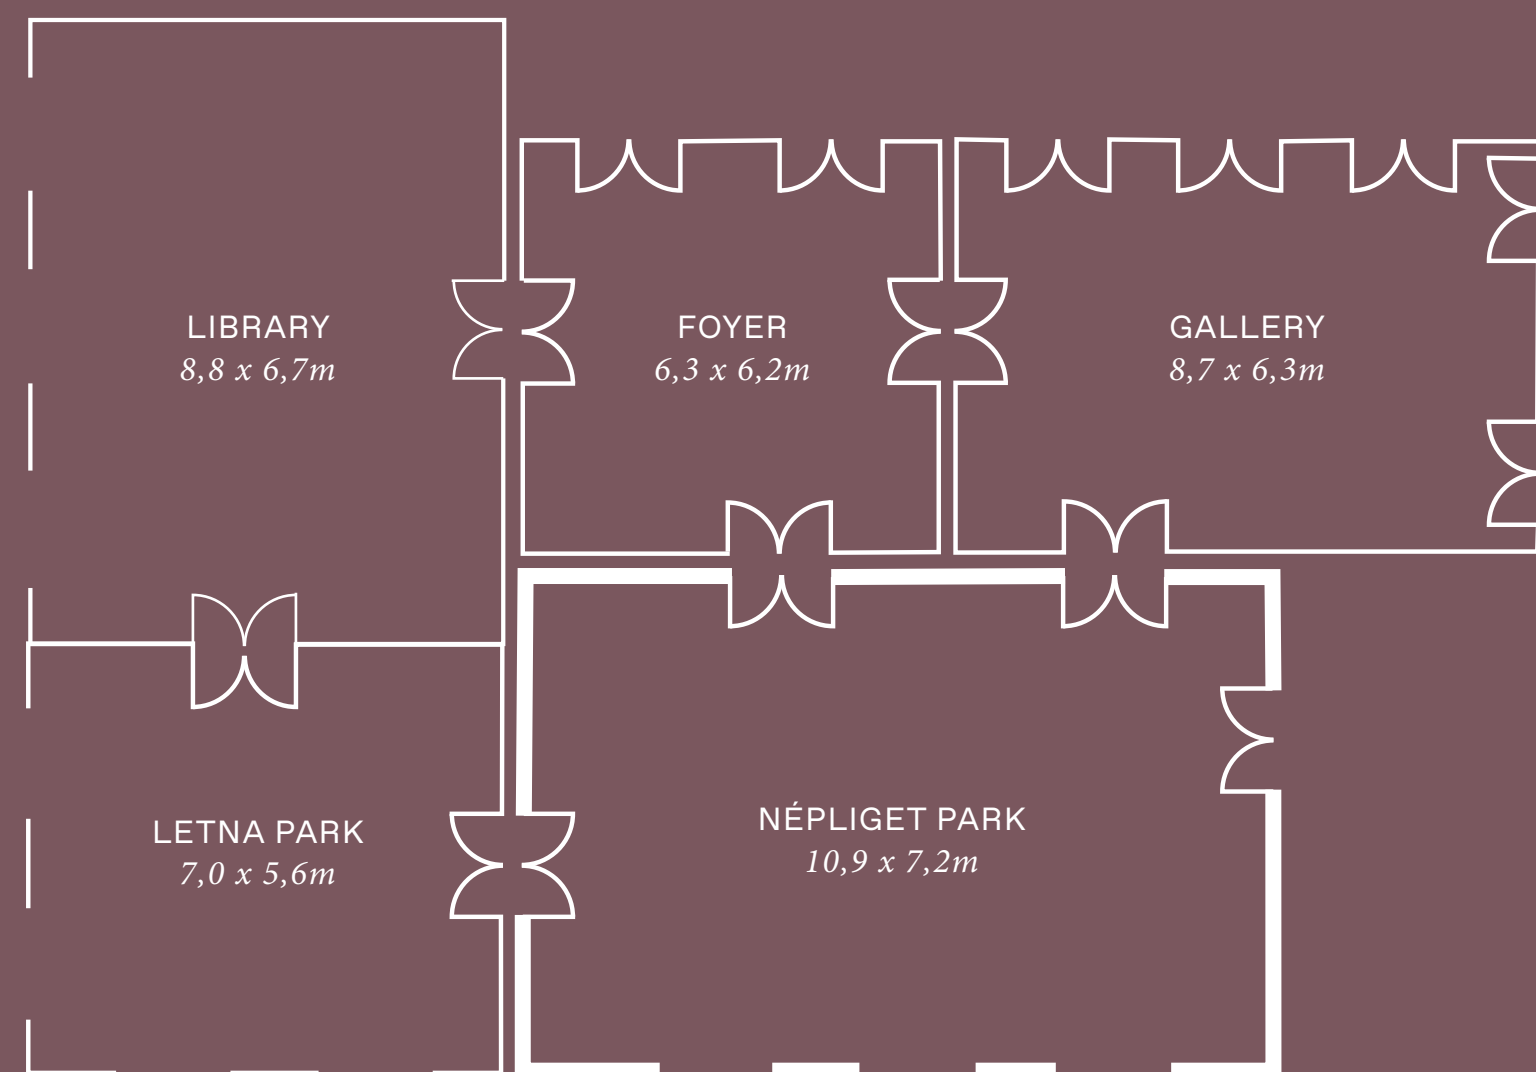 LIBRARY
8,8 x 6,7m
FOYER
6,3 x 6,2m
GALLERY
8,7 x 6,3m
LETNA PARK
7,0 x 5,6m
NÉPLIGET PARK
10,9 x 7,2m